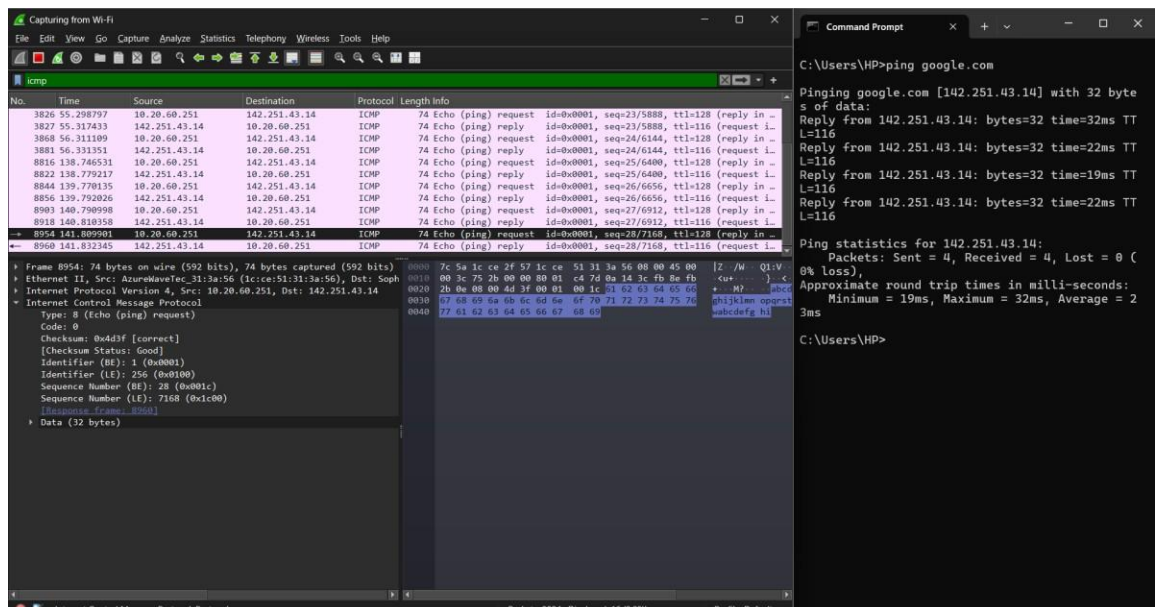 Capturing from Wi-Fi
File Edit View Go Capture Analyze Statistics Telephony Wireless Tools Help
icmp
No. Time Source Destination Protocol Length Info
3826 55.298797 10.20.60.251 142.251.43.14 ICMP 74 Echo (ping) request id=0x0001, seq=23/5888, ttl=128 (reply in …
3827 55.317433 142.251.43.14 10.20.60.251 ICMP 74 Echo (ping) reply id=0x0001, seq=23/5888, ttl=116 (request i…
3868 56.311109 10.20.60.251 142.251.43.14 ICMP 74 Echo (ping) request id=0x0001, seq=24/6144, ttl=128 (reply in …
3881 56.331351 142.251.43.14 10.20.60.251 ICMP 74 Echo (ping) reply id=0x0001, seq=24/6144, ttl=116 (request i…
8816 138.746531 10.20.60.251 142.251.43.14 ICMP 74 Echo (ping) request id=0x0001, seq=25/6400, ttl=128 (reply in …
8822 138.779217 142.251.43.14 10.20.60.251 ICMP 74 Echo (ping) reply id=0x0001, seq=25/6400, ttl=116 (request i…
8844 139.770135 10.20.60.251 142.251.43.14 ICMP 74 Echo (ping) request id=0x0001, seq=26/6656, ttl=128 (reply in …
8856 139.792026 142.251.43.14 10.20.60.251 ICMP 74 Echo (ping) reply id=0x0001, seq=26/6656, ttl=116 (request i…
8903 140.790998 10.20.60.251 142.251.43.14 ICMP 74 Echo (ping) request id=0x0001, seq=27/6912, ttl=128 (reply in …
8918 140.810358 142.251.43.14 10.20.60.251 ICMP 74 Echo (ping) reply id=0x0001, seq=27/6912, ttl=116 (request i…
8954 141.809901 10.20.60.251 142.251.43.14 ICMP 74 Echo (ping) request id=0x0001, seq=28/7168, ttl=128 (reply in …
8960 141.832345 142.251.43.14 10.20.60.251 ICMP 74 Echo (ping) reply id=0x0001, seq=28/7168, ttl=116 (request i…
Frame 8954: 74 bytes on wire (592 bits), 74 bytes captured (592 bits)
Ethernet II, Src: AzureWaveTec_31:3a:56 (1c:ce:51:31:3a:56), Dst: Soph
Internet Protocol Version 4, Src: 10.20.60.251, Dst: 142.251.43.14
Internet Control Message Protocol
Type: 8 (Echo (ping) request)
Code: 0
Checksum: 0x4d3f [correct]
[Checksum Status: Good]
Identifier (BE): 1 (0x0001)
Identifier (LE): 256 (0x0100)
Sequence Number (BE): 28 (0x001c)
Sequence Number (LE): 7168 (0x1c00)
[Response frame: 8960]
Data (32 bytes)
0000 7c 5a 1c ce 2f 57 1c ce 51 31 3a 56 08 00 45 00 |Z··/W·· Q1:V··
0010 00 3c 75 2b 00 00 80 01 c4 7d 0a 14 3c fb 8e fb ·<u+···· ·}··<
0020 2b 0e 08 00 4d 3f 00 01 00 1c 61 62 63 64 65 66 +···M?·· ··abcd
0030 67 68 69 6a 6b 6c 6d 6e 6f 70 71 72 73 74 75 76 ghijklmn opqrst
0040 77 61 62 63 64 65 66 67 68 69 wabcdefg hi
Command Prompt
C:\Users\HP>ping google.com
Pinging google.com [142.251.43.14] with 32 byte
s of data:
Reply from 142.251.43.14: bytes=32 time=32ms TT
L=116
Reply from 142.251.43.14: bytes=32 time=22ms TT
L=116
Reply from 142.251.43.14: bytes=32 time=19ms TT
L=116
Reply from 142.251.43.14: bytes=32 time=22ms TT
L=116
Ping statistics for 142.251.43.14:
Packets: Sent = 4, Received = 4, Lost = 0 (
0% loss),
Approximate round trip times in milli-seconds:
Minimum = 19ms, Maximum = 32ms, Average = 2
3ms
C:\Users\HP>